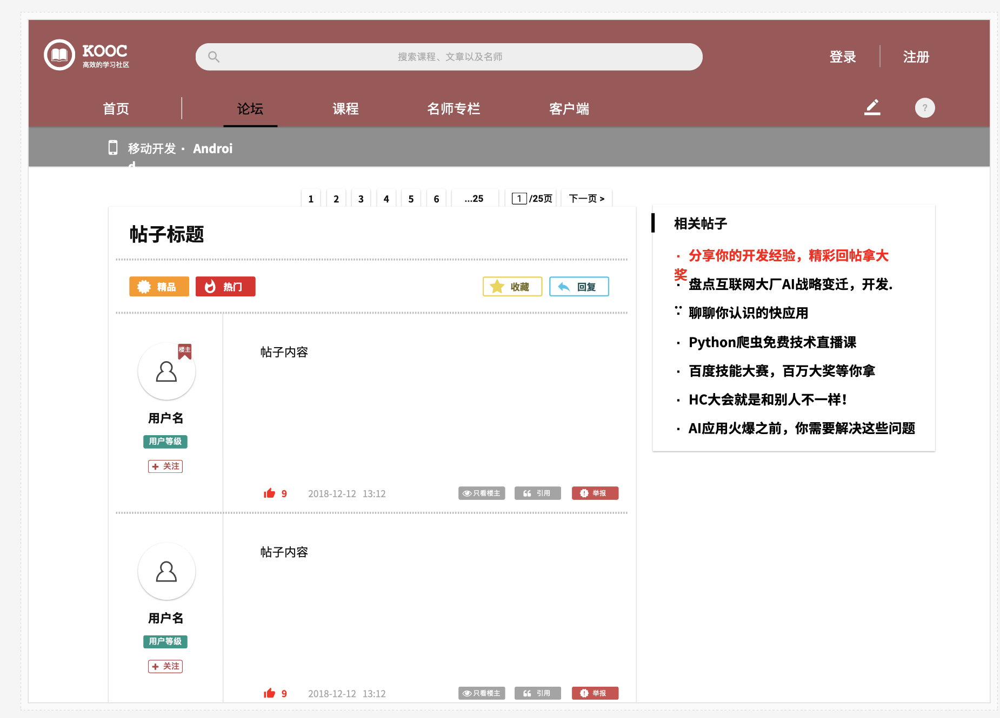 KOOC
高效的学习社区
搜索课程、文章以及名师
登录
注册
首页
论坛
课程
名师专栏
客户端
?
移动开发 · Androi
d
1 2 3 4 5 6 ...25 1 /25页 下一页 >
帖子标题
精品
热门
收藏
回复
楼主
用户名
用户等级
+ 关注
帖子内容
9 2018-12-12 13:12
只看楼主
引用
举报
用户名
用户等级
+ 关注
帖子内容
9 2018-12-12 13:12
只看楼主
引用
举报
相关帖子
· 分享你的开发经验，精彩回帖拿大
奖
· 盘点互联网大厂AI战略变迁，开发.
..
· 聊聊你认识的快应用
· Python爬虫免费技术直播课
· 百度技能大赛，百万大奖等你拿
· HC大会就是和别人不一样！
· AI应用火爆之前，你需要解决这些问题